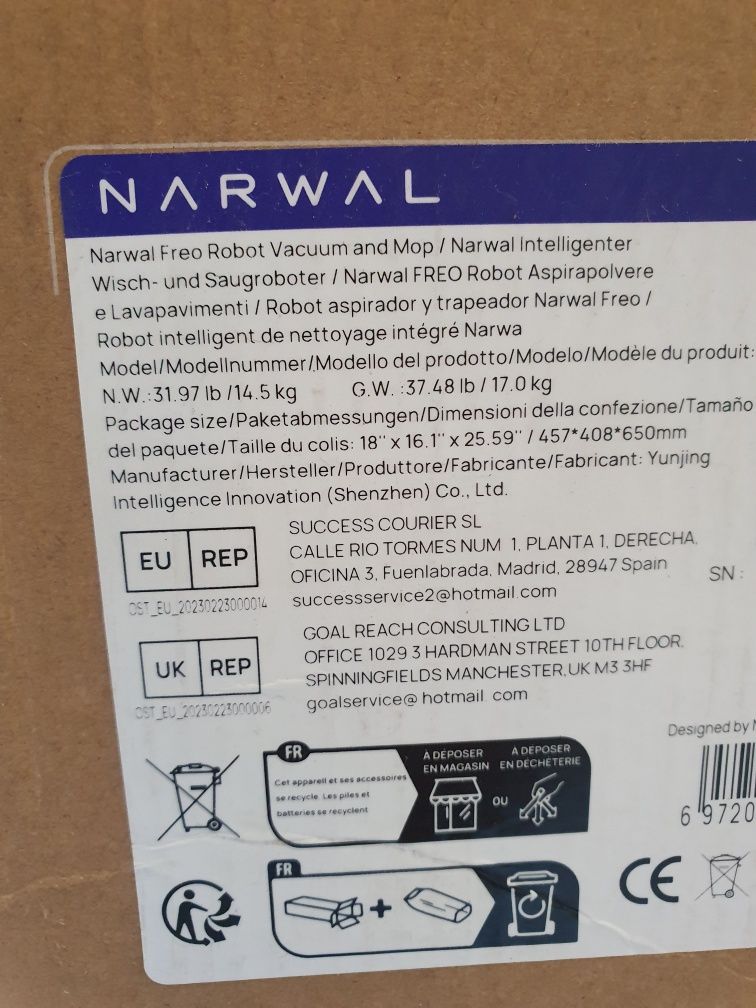 NARWAL
Narwal Freo Robot Vacuum and Mop / Narwal Intelligenter
Wisch- und Saugroboter / Narwal FREO Robot Aspirapolvere
e Lavapavimenti / Robot aspirador y trapeador Narwal Freo /
Robot intelligent de nettoyage intégré Narwa
Model/Modellnummer/Modello del prodotto/Modelo/Modèle du produit:
N.W.:31.97 lb /14.5 kg G.W. :37.48 lb / 17.0 kg
Package size/Paketabmessungen/Dimensioni della confezione/Tamaño
del paquete/Taille du colis: 18" x 16.1" x 25.59" / 457*408*650mm
Manufacturer/Hersteller/Produttore/Fabricante/Fabricant: Yunjing
Intelligence Innovation (Shenzhen) Co., Ltd.
EU REP
OST_EU_20230223000014
SUCCESS COURIER SL
CALLE RIO TORMES NUM 1, PLANTA 1, DERECHA,
OFICINA 3, Fuenlabrada, Madrid, 28947 Spain
successservice2@hotmail.com
SN :
UK REP
OST_EU_20230223000006
GOAL REACH CONSULTING LTD
OFFICE 1029 3 HARDMAN STREET 10TH FLOOR,
SPINNINGFIELDS MANCHESTER,UK M3 3HF
goalservice@ hotmail. com
Designed by N
FR
Cet appareil et ses accessoires
se recycle. Les piles et
batteries se recyclent
À DÉPOSER
EN MAGASIN
OU
À DÉPOSER
EN DÉCHÈTERIE
6 9720
FR
+
CE